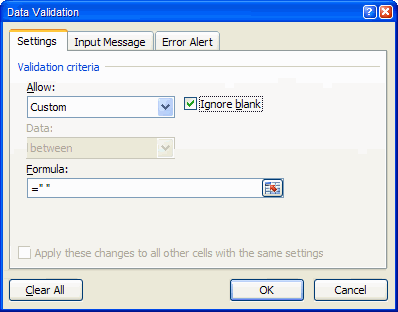 Data Validation
Settings Input Message Error Alert
Validation criteria
Allow:
Custom Ignore blank
Data:
between
Formula:
=" "
Apply these changes to all other cells with the same settings
Clear All OK Cancel